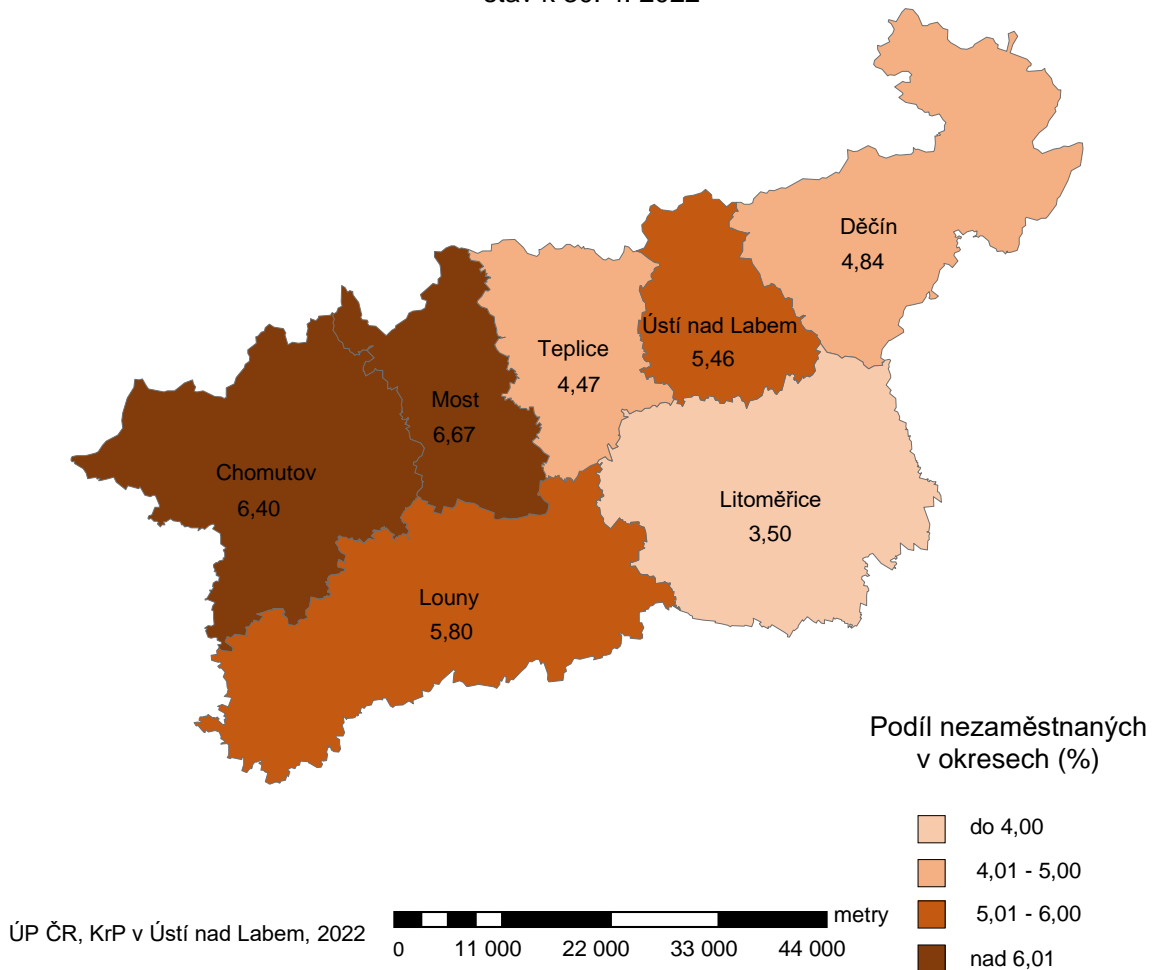 Děčín
4,84
Ústí nad Labem
5,46
Teplice
4,47
Most
6,67
Chomutov
6,40
Litoměřice
3,50
Louny
5,80
Podíl nezaměstnaných
v okresech (%)
do 4,00
4,01 - 5,00
5,01 - 6,00
nad 6,01
metry
0 11 000 22 000 33 000 44 000
ÚP ČR, KrP v Ústí nad Labem, 2022